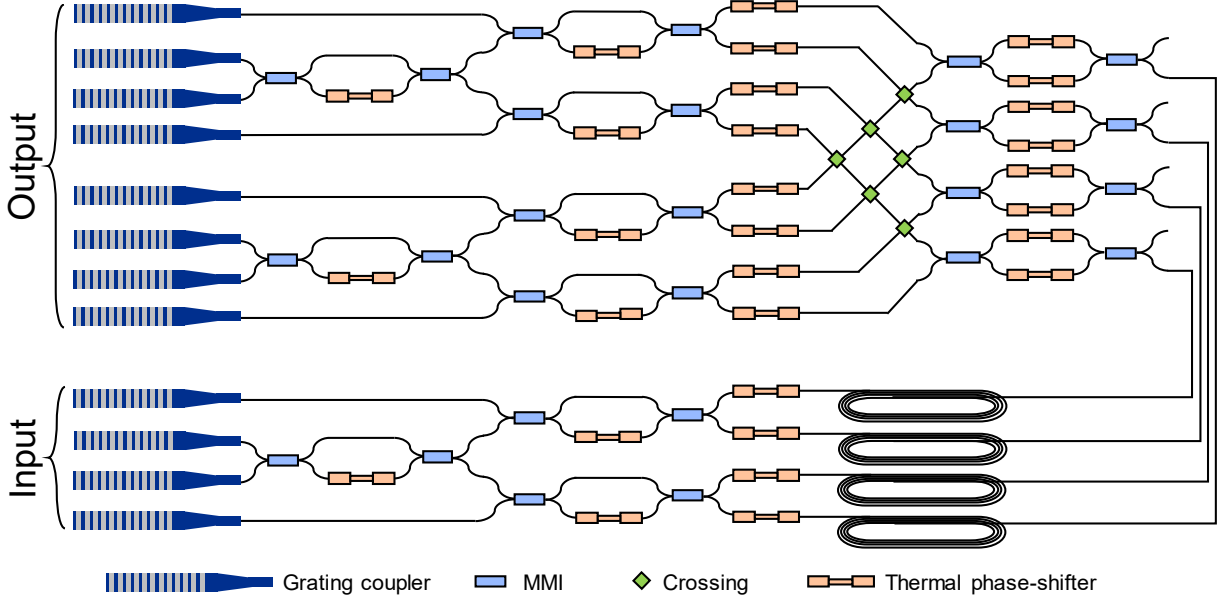 Output
Input
Grating coupler
MMI
Crossing
Thermal phase-shifter